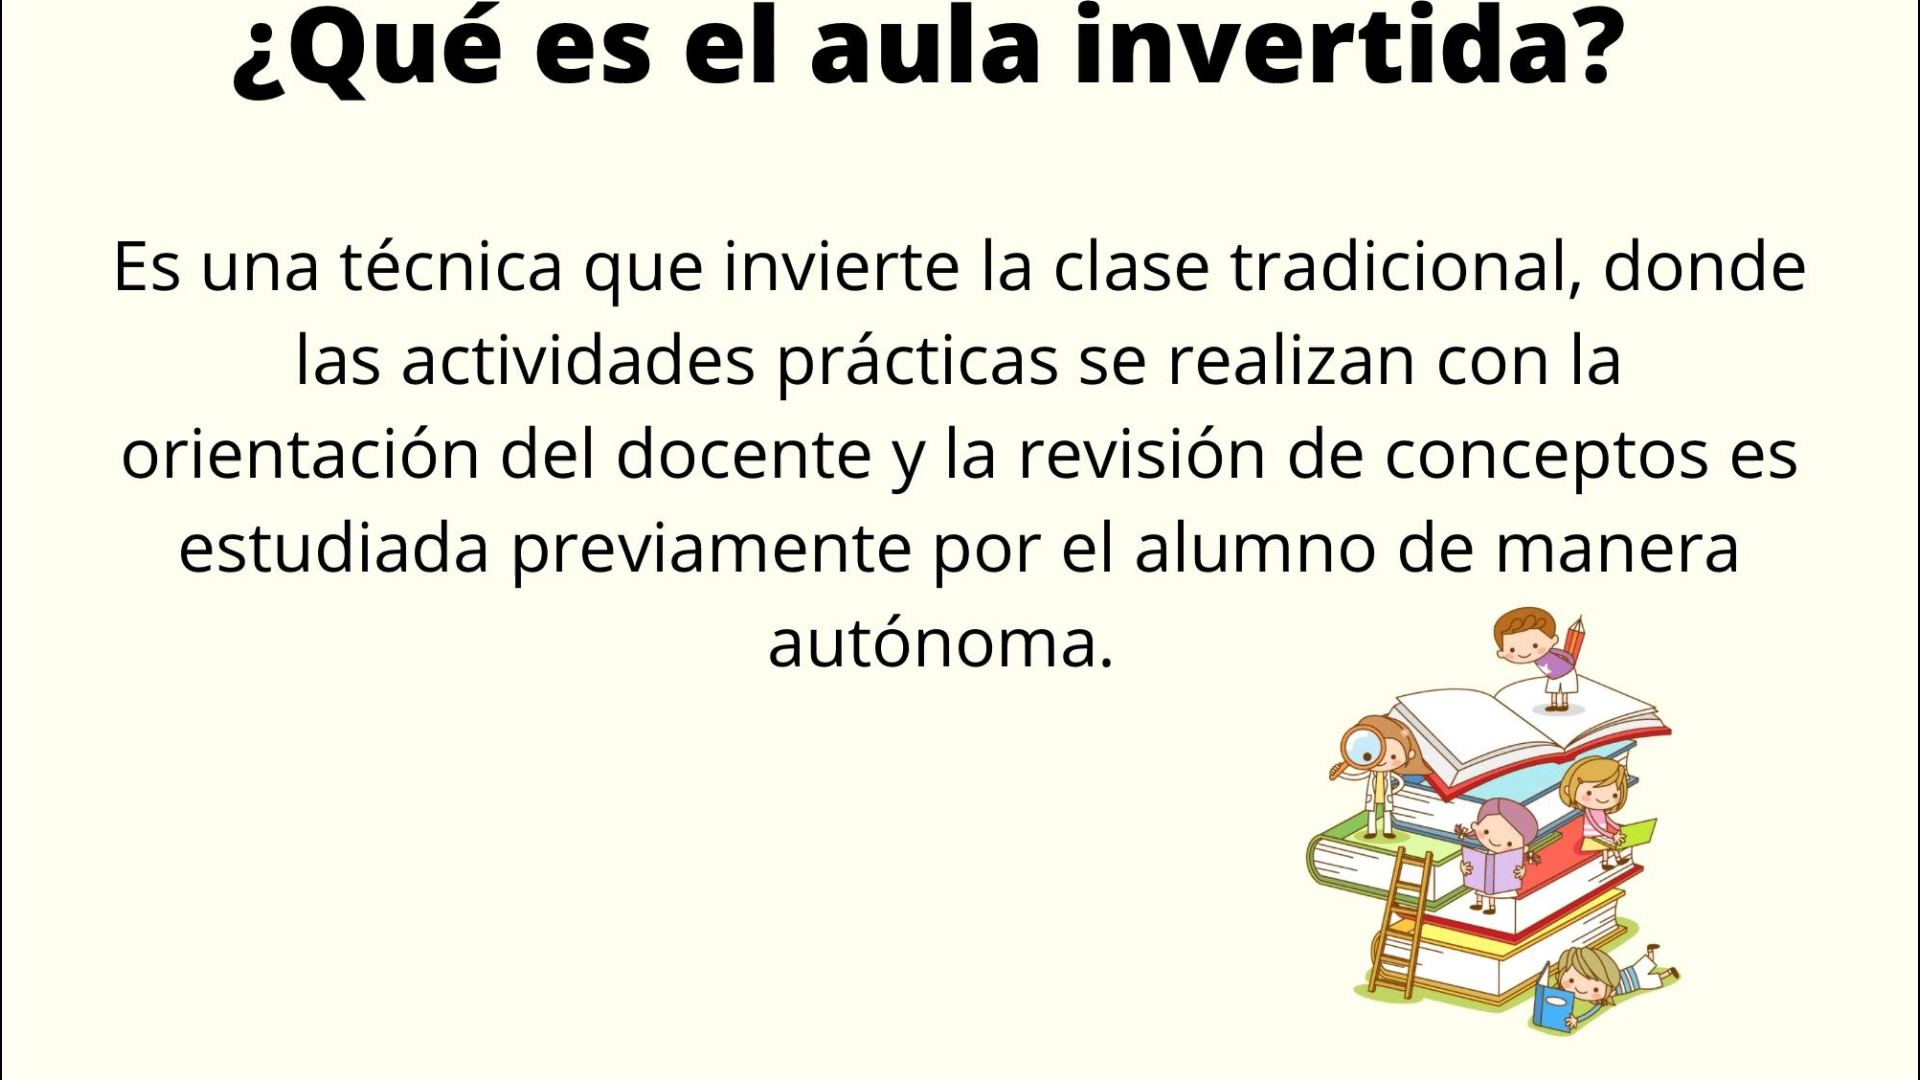 ¿Qué es el aula invertida?
Es una técnica que invierte la clase tradicional, donde
las actividades prácticas se realizan con la
orientación del docente y la revisión de conceptos es
estudiada previamente por el alumno de manera
autónoma.